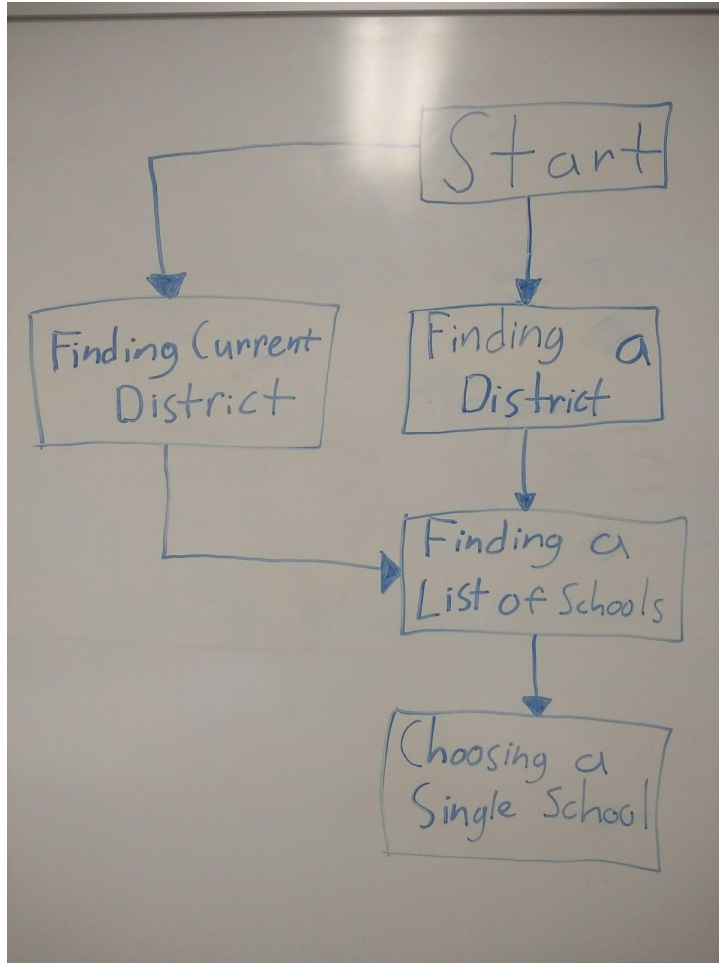 Start
Finding Current
District
Finding a
District
Finding a
List of Schools
Choosing a
Single School